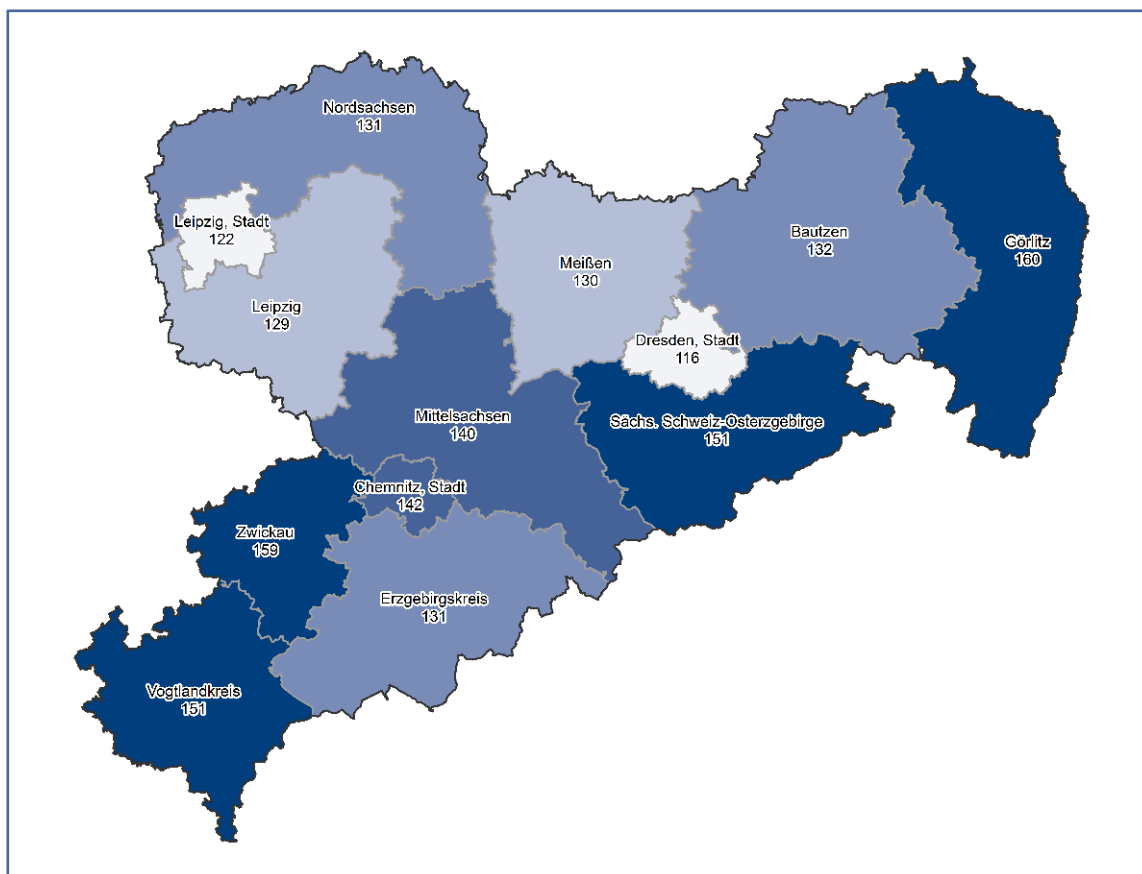 Nordsachsen
131
Leipzig, Stadt
122
Bautzen
132
Görlitz
160
Meißen
130
Leipzig
129
Dresden, Stadt
116
Mittelsachsen
140
Sächs. Schweiz-Osterzgebirge
151
Chemnitz, Stadt
142
Zwickau
159
Erzgebirgskreis
131
Vogtlandkreis
151